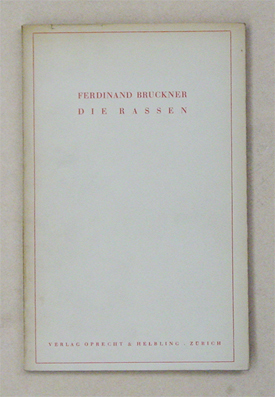 FERDINAND BRUCKNER
DIE RASSEN
VERLAG OPRECHT & HELBLING . ZÜRICH